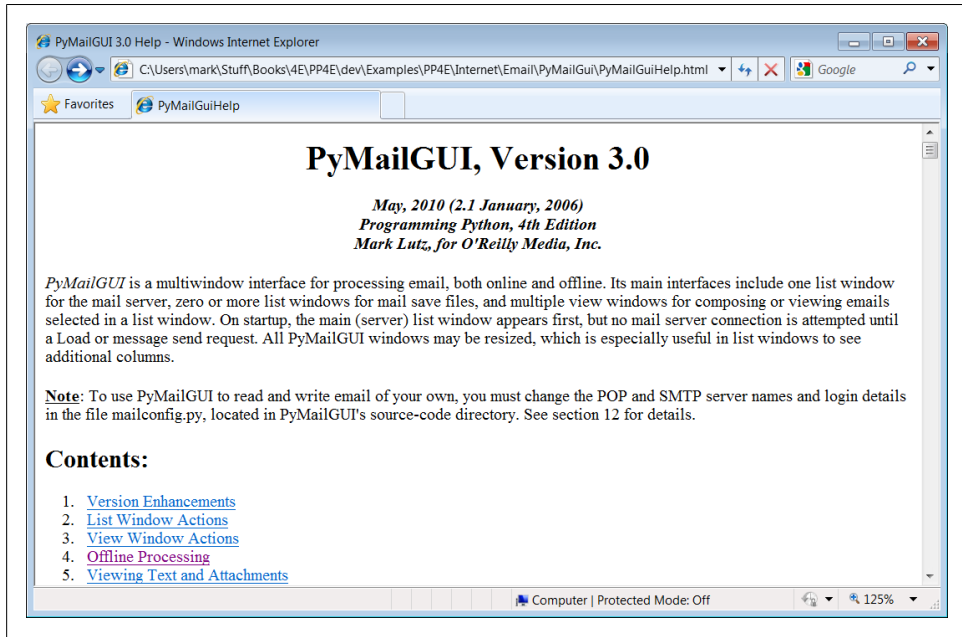 PyMailGUI 3.0 Help - Windows Internet Explorer
C:\Users\mark\Stuff\Books\4E\PP4E\dev\Examples\PP4E\Internet\Email\PyMailGui\PyMailGuiHelp.html
Google
Favorites
PyMailGuiHelp
PyMailGUI, Version 3.0
May, 2010 (2.1 January, 2006)
Programming Python, 4th Edition
Mark Lutz, for O'Reilly Media, Inc.
PyMailGUI is a multiwindow interface for processing email, both online and offline. Its main interfaces include one list window
for the mail server, zero or more list windows for mail save files, and multiple view windows for composing or viewing emails
selected in a list window. On startup, the main (server) list window appears first, but no mail server connection is attempted until
a Load or message send request. All PyMailGUI windows may be resized, which is especially useful in list windows to see
additional columns.
Note: To use PyMailGUI to read and write email of your own, you must change the POP and SMTP server names and login details
in the file mailconfig.py, located in PyMailGUI's source-code directory. See section 12 for details.
Contents:
1. Version Enhancements
2. List Window Actions
3. View Window Actions
4. Offline Processing
5. Viewing Text and Attachments
Computer | Protected Mode: Off
125%